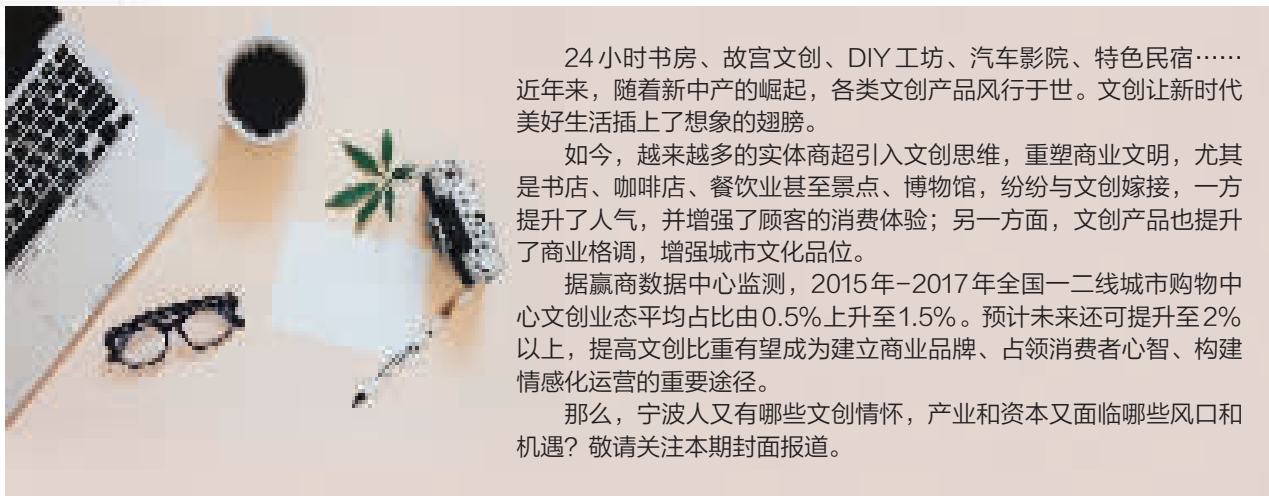 24小时书房、故宫文创、DIY工坊、汽车影院、特色民宿……
近年来，随着新中产的崛起，各类文创产品风行于世。文创让新时代
美好生活插上了想象的翅膀。
如今，越来越多的实体商超引入文创思维，重塑商业文明，尤其
是书店、咖啡店、餐饮业甚至景点、博物馆，纷纷与文创嫁接，一方
提升了人气，并增强了顾客的消费体验；另一方面，文创产品也提升
了商业格调，增强城市文化品位。
据赢商数据中心监测，2015年-2017年全国一二线城市购物中
心文创业态平均占比由0.5%上升至1.5%。预计未来还可提升至2%
以上，提高文创比重有望成为建立商业品牌、占领消费者心智、构建
情感化运营的重要途径。
那么，宁波人又有哪些文创情怀，产业和资本又面临哪些风口和
机遇？敬请关注本期封面报道。